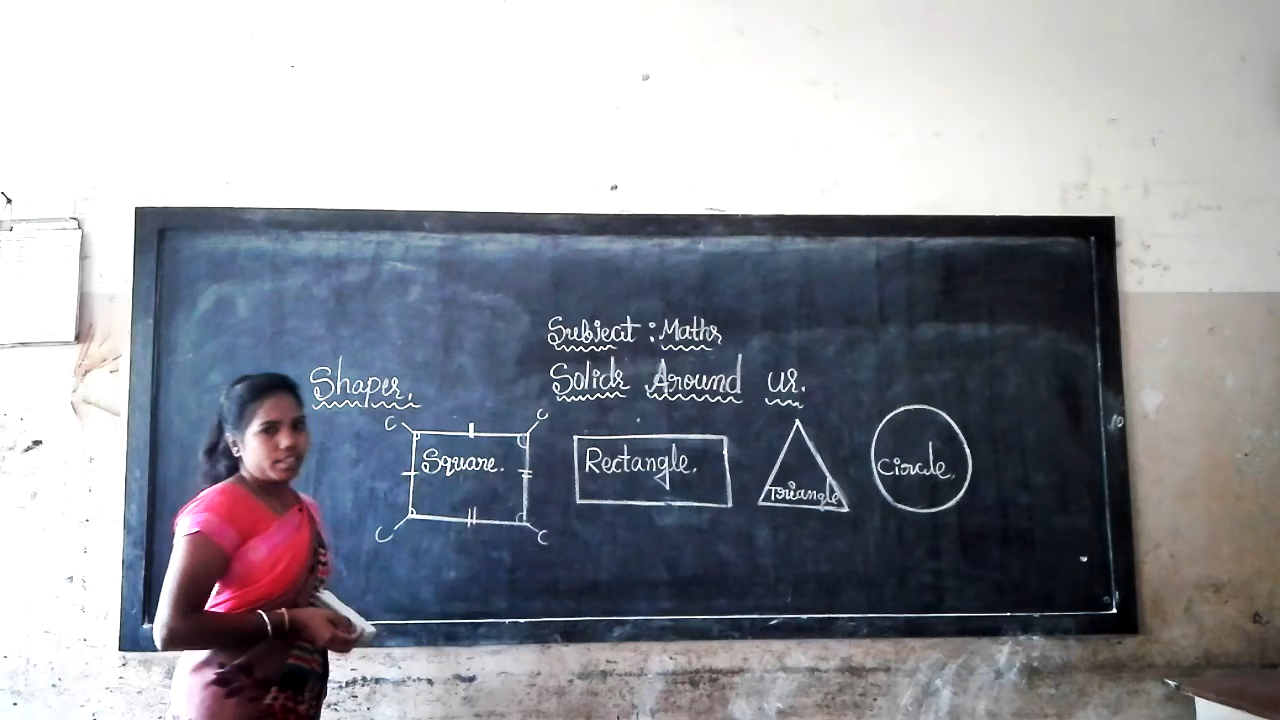 Subject : Maths
Shapes.
Solids Around us.
C
C
Square.
Rectangle.
Triangle
Circle.
C
C